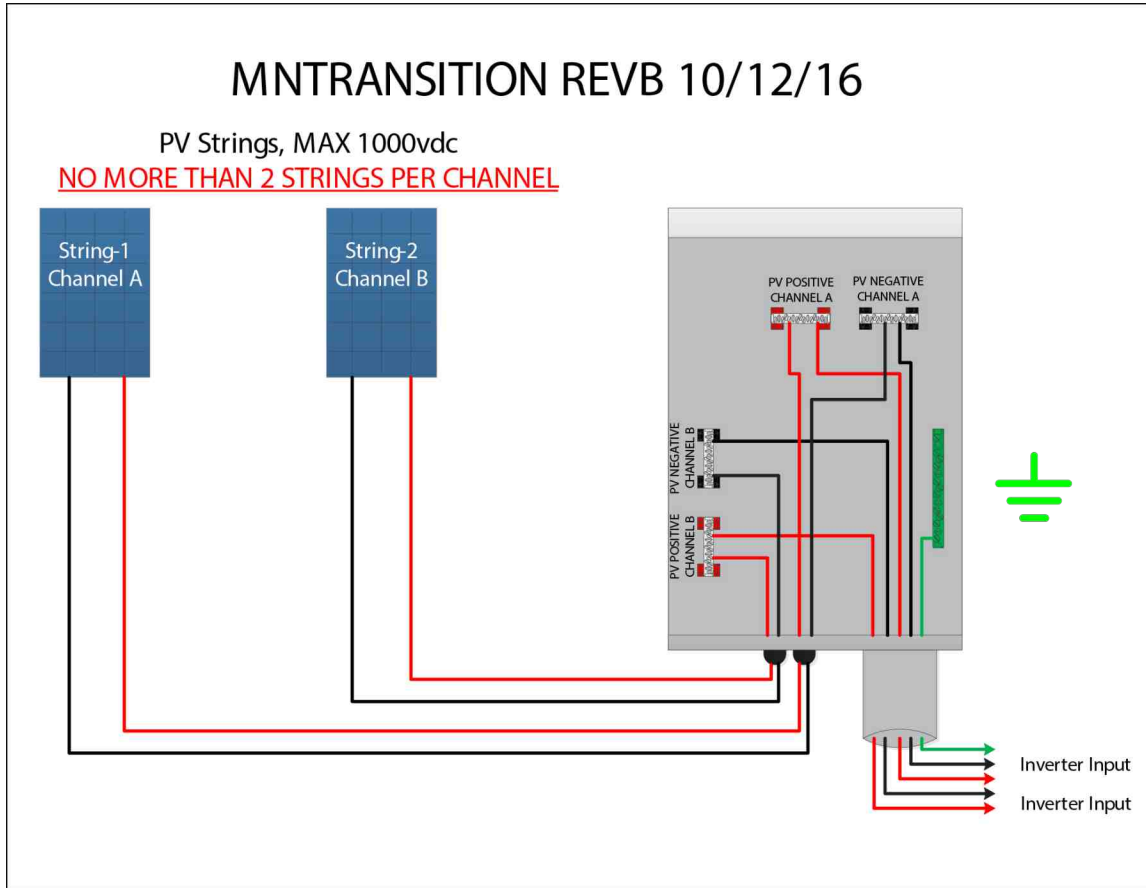 MNTRANSITION REVB 10/12/16
PV Strings, MAX 1000vdc
NO MORE THAN 2 STRINGS PER CHANNEL
String-1
Channel A
String-2
Channel B
PV POSITIVE
CHANNEL A
PV NEGATIVE
CHANNEL A
PV NEGATIVE
CHANNEL B
PV POSITIVE
CHANNEL B
Inverter Input
Inverter Input